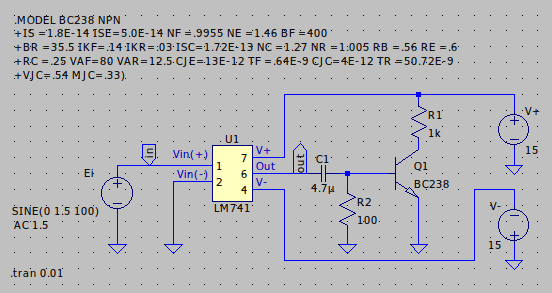 .MODEL BC238 NPN
+IS =1.8E-14 ISE=5.0E-14 NF =.9955 NE =1.46 BF =400
+BR =35.5 IKF=.14 IKR=.03 ISC=1.72E-13 NC =1.27 NR =1.005 RB =.56 RE =.6
+RC =.25 VAF=80 VAR=12.5 CJE=13E-12 TF =.64E-9 CJC=4E-12 TR =50.72E-9
+VJC=.54 MJC=.33)
R1
1k
V+
15
U1
Vin(+)
1
7
V+
in
out
6
Out
Vin(-)
2
4
V-
LM741
C1
4.7µ
Q1
BC238
R2
100
V-
15
SINE(0 1.5 100)
AC 1.5
.tran 0.01